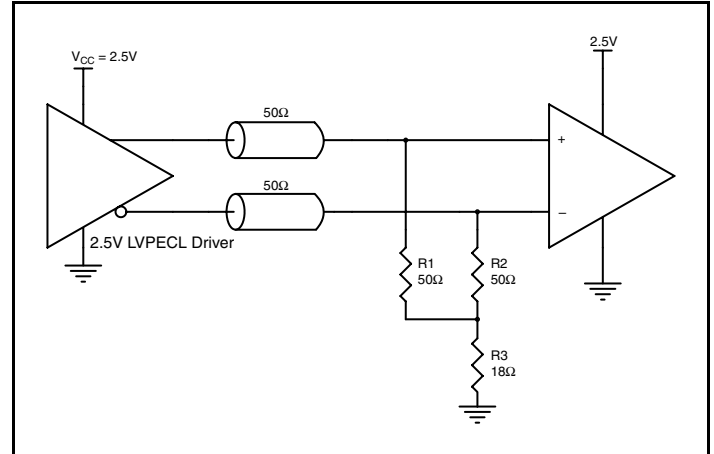 V_CC = 2.5V
2.5V
50Ω
50Ω
+
–
2.5V LVPECL Driver
R1
50Ω
R2
50Ω
R3
18Ω